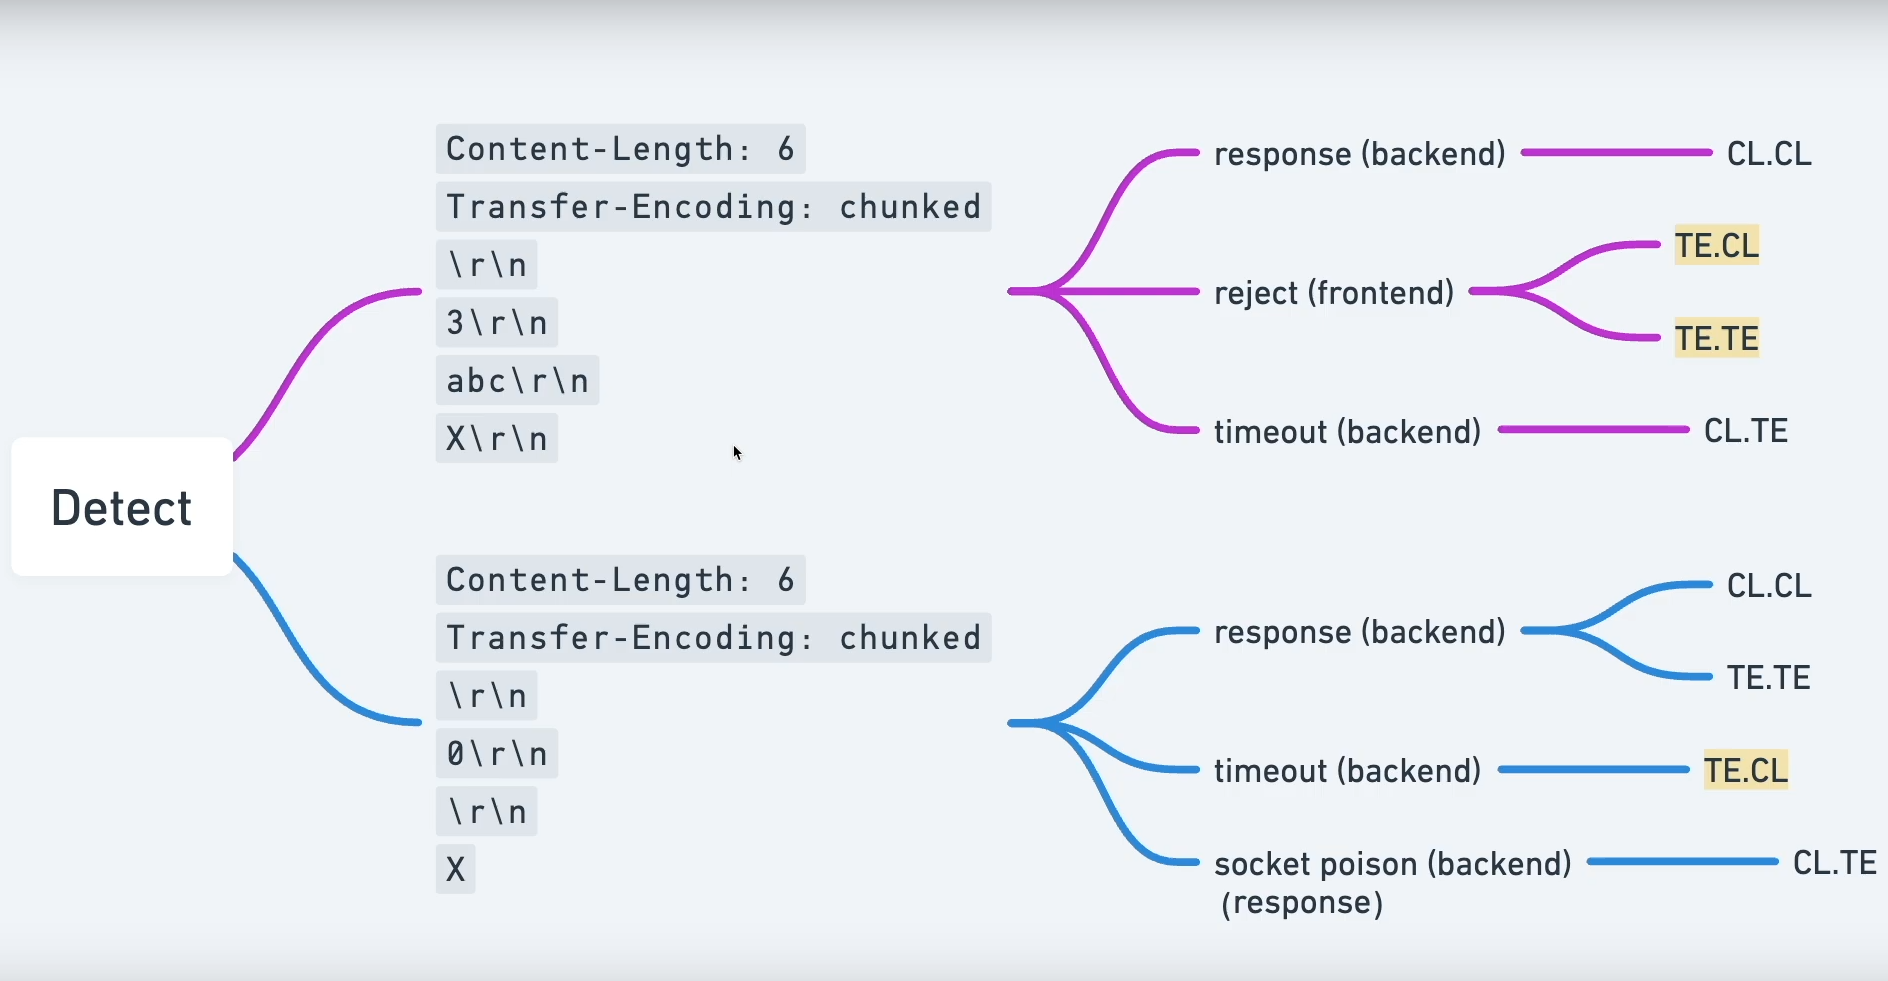 Detect
Content-Length: 6
Transfer-Encoding: chunked
\r\n
3\r\n
abc\r\n
X\r\n
response (backend)
CL.CL
reject (frontend)
TE.CL
TE.TE
timeout (backend)
CL.TE
Content-Length: 6
Transfer-Encoding: chunked
\r\n
0\r\n
\r\n
X
response (backend)
CL.CL
TE.TE
timeout (backend)
TE.CL
socket poison (backend)
(response)
CL.TE